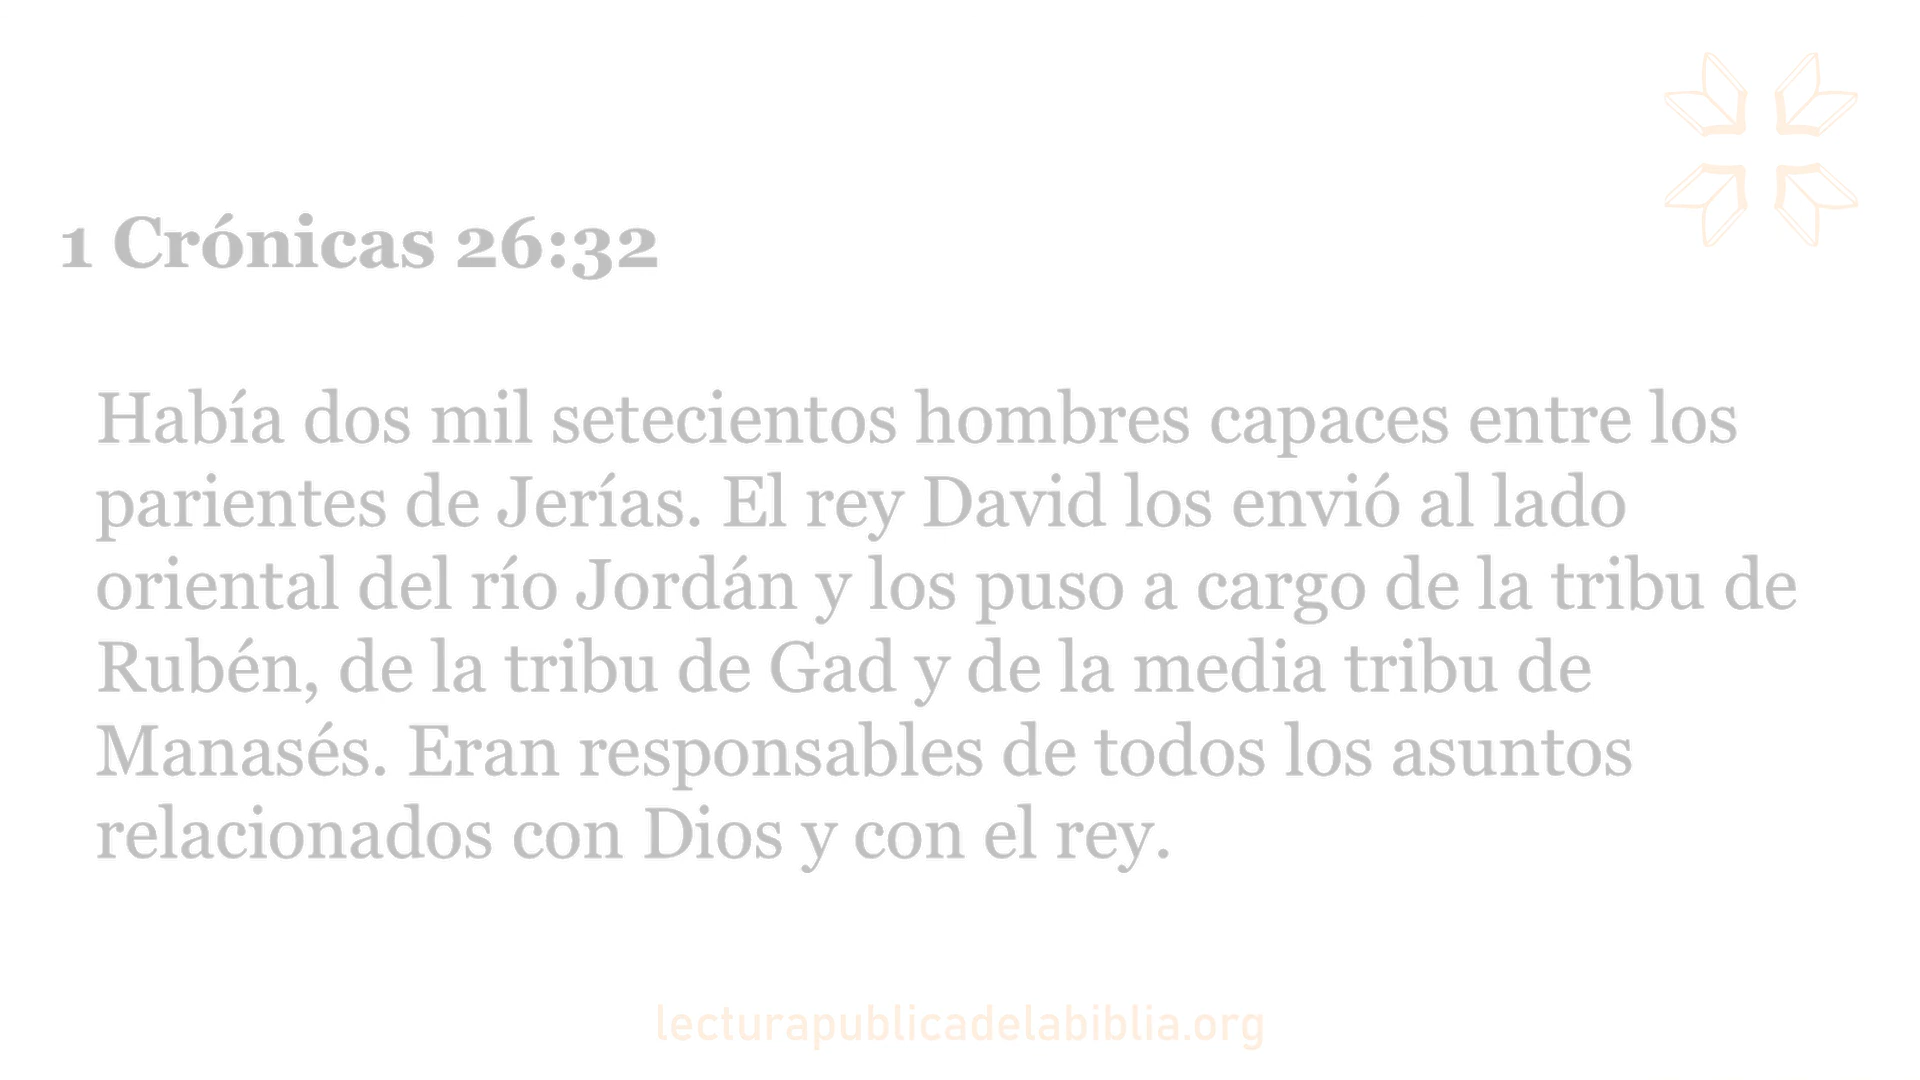 1 Crónicas 26:32
Había dos mil setecientos hombres capaces entre los
parientes de Jerías. El rey David los envió al lado
oriental del río Jordán y los puso a cargo de la tribu de
Rubén, de la tribu de Gad y de la media tribu de
Manasés. Eran responsables de todos los asuntos
relacionados con Dios y con el rey.
lecturapublicadelabiblia.org